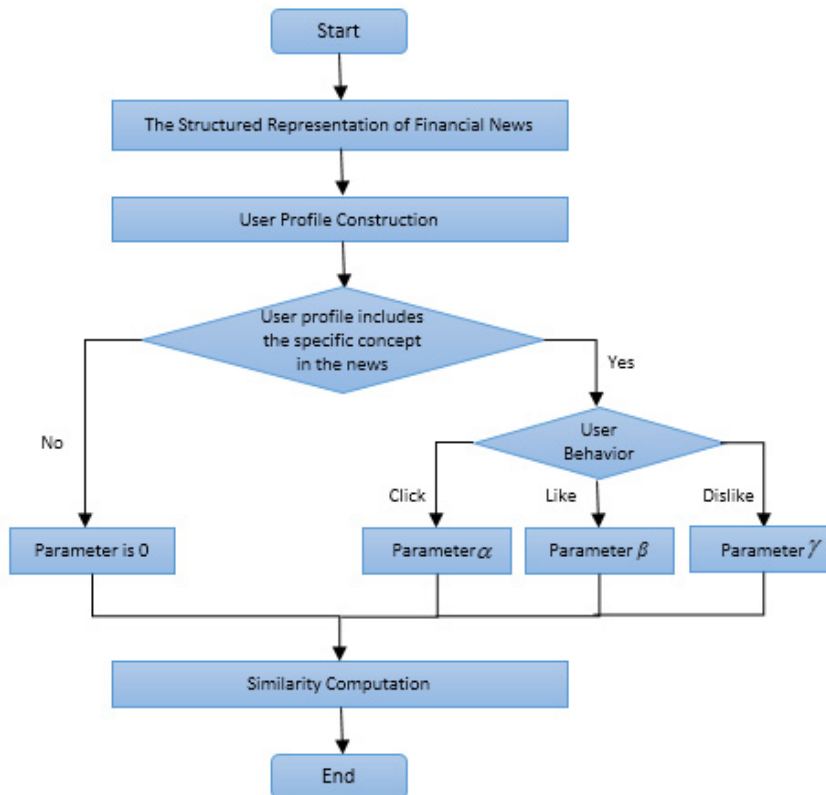 Start
The Structured Representation of Financial News
User Profile Construction
User profile includes
the specific concept
in the news
Yes
No
User
Behavior
Click
Like
Dislike
Parameter is 0
Parameter α
Parameter β
Parameter γ
Similarity Computation
End